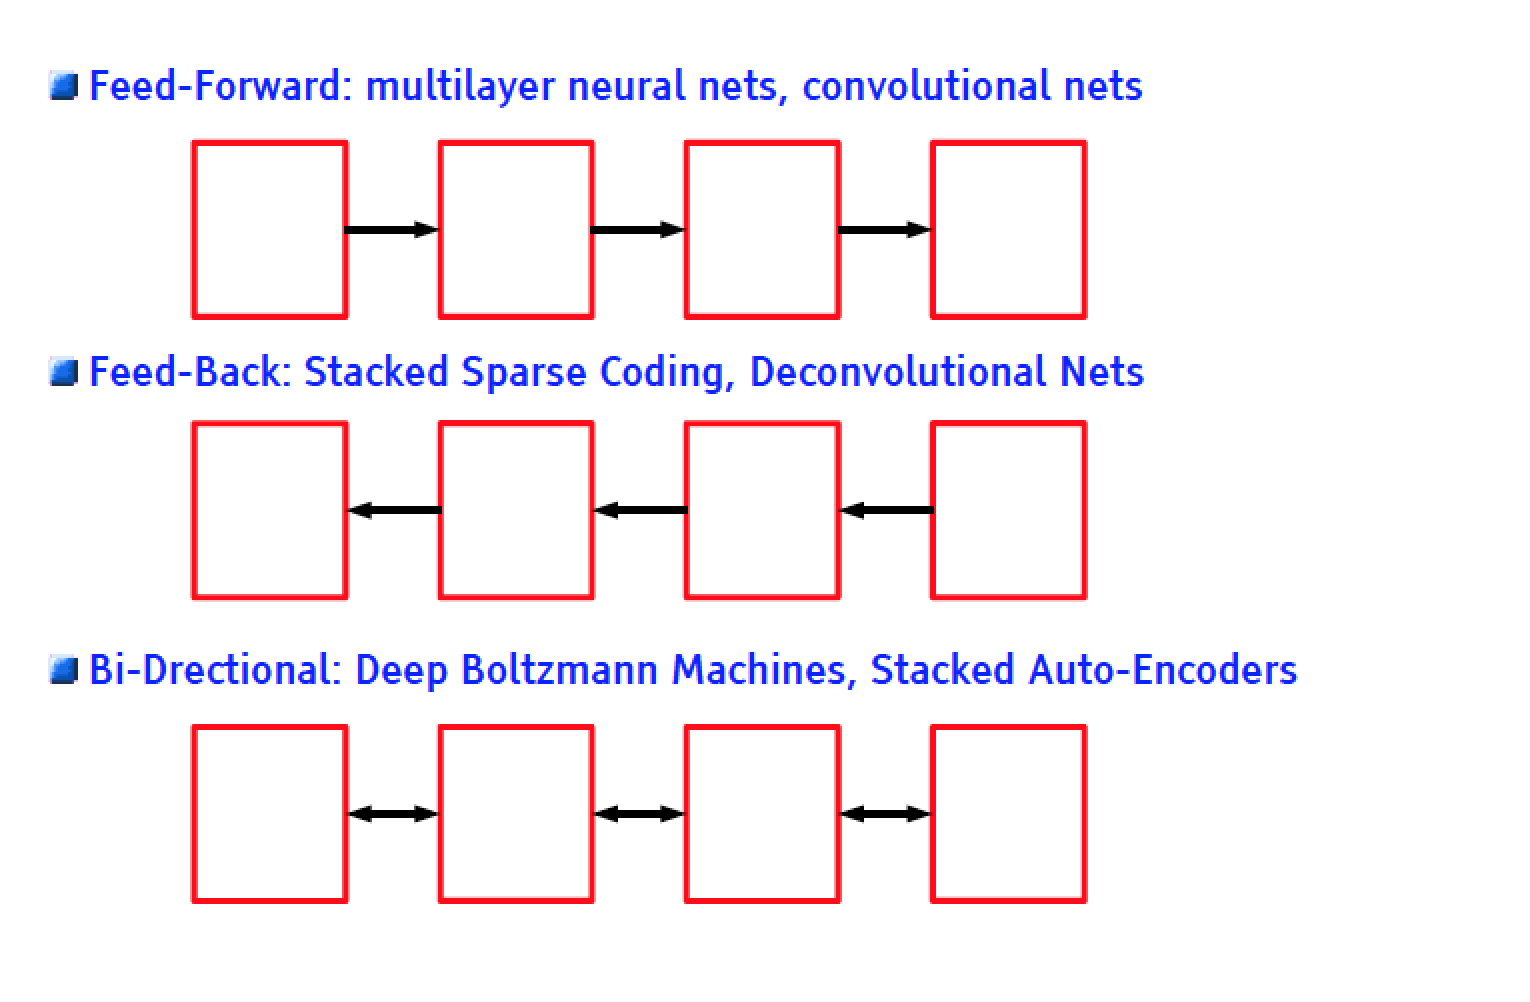 Feed-Forward: multilayer neural nets, convolutional nets
Feed-Back: Stacked Sparse Coding, Deconvolutional Nets
Bi-Drectional: Deep Boltzmann Machines, Stacked Auto-Encoders